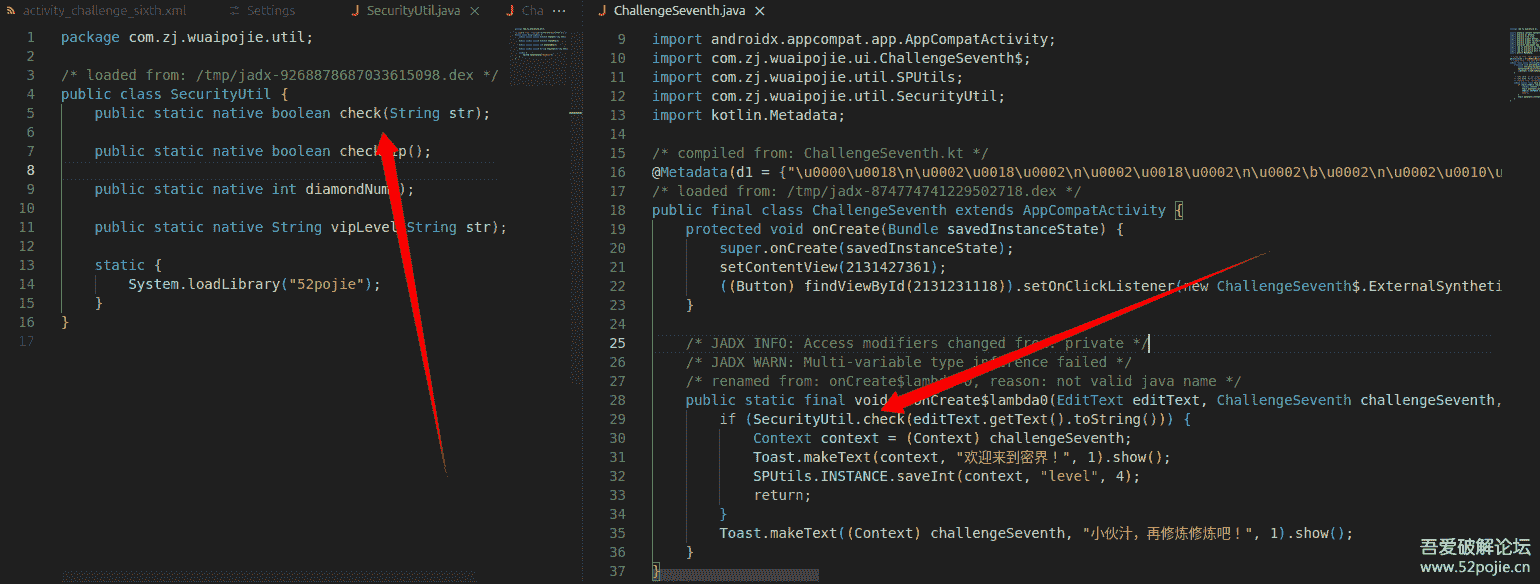 activity_challenge_sixth.xml
Settings
SecurityUtil.java ×
Cha ···
1 package com.zj.wuaipojie.util;
2
3 /* loaded from: /tmp/jadx-9268878687033615098.dex */
4 public class SecurityUtil {
5 public static native boolean check(String str);
6
7 public static native boolean check ip();
8
9 public static native int diamondNum );
10
11 public static native String vipLevel String str);
12
13 static {
14 System.loadLibrary("52pojie");
15 }
16 }
17
ChallengeSeventh.java ×
9 import androidx.appcompat.app.AppCompatActivity;
10 import com.zj.wuaipojie.ui.ChallengeSeventh$;
11 import com.zj.wuaipojie.util.SPUtils;
12 import com.zj.wuaipojie.util.SecurityUtil;
13 import kotlin.Metadata;
14
15 /* compiled from: ChallengeSeventh.kt */
16 @Metadata(d1 = {"\u0000\u0018\n\u0002\u0018\u0002\n\u0002\u0018\u0002\n\u0002\b\u0002\n\u0002\u0010\u
17 /* loaded from: /tmp/jadx-874774741229502718.dex */
18 public final class ChallengeSeventh extends AppCompatActivity {
19 protected void onCreate(Bundle savedInstanceState) {
20 super.onCreate(savedInstanceState);
21 setContentView(2131427361);
22 ((Button) findViewById(2131231118)).setOnClickListener(new ChallengeSeventh$.ExternalSyntheti
23 }
24
25 /* JADX INFO: Access modifiers changed from: private */
26 /* JADX WARN: Multi-variable type inference failed */
27 /* renamed from: onCreate$lambda 0, reason: not valid java name */
28 public static final void onCreate$lambda0(EditText editText, ChallengeSeventh challengeSeventh,
29 if (SecurityUtil.check(editText.getText().toString())) {
30 Context context = (Context) challengeSeventh;
31 Toast.makeText(context, "欢迎来到密界！", 1).show();
32 SPUtils.INSTANCE.saveInt(context, "level", 4);
33 return;
34 }
35 Toast.makeText((Context) challengeSeventh, "小伙汁，再修炼修炼吧！", 1).show();
36 }
37 }
吾爱破解论坛
www.52pojie.cn